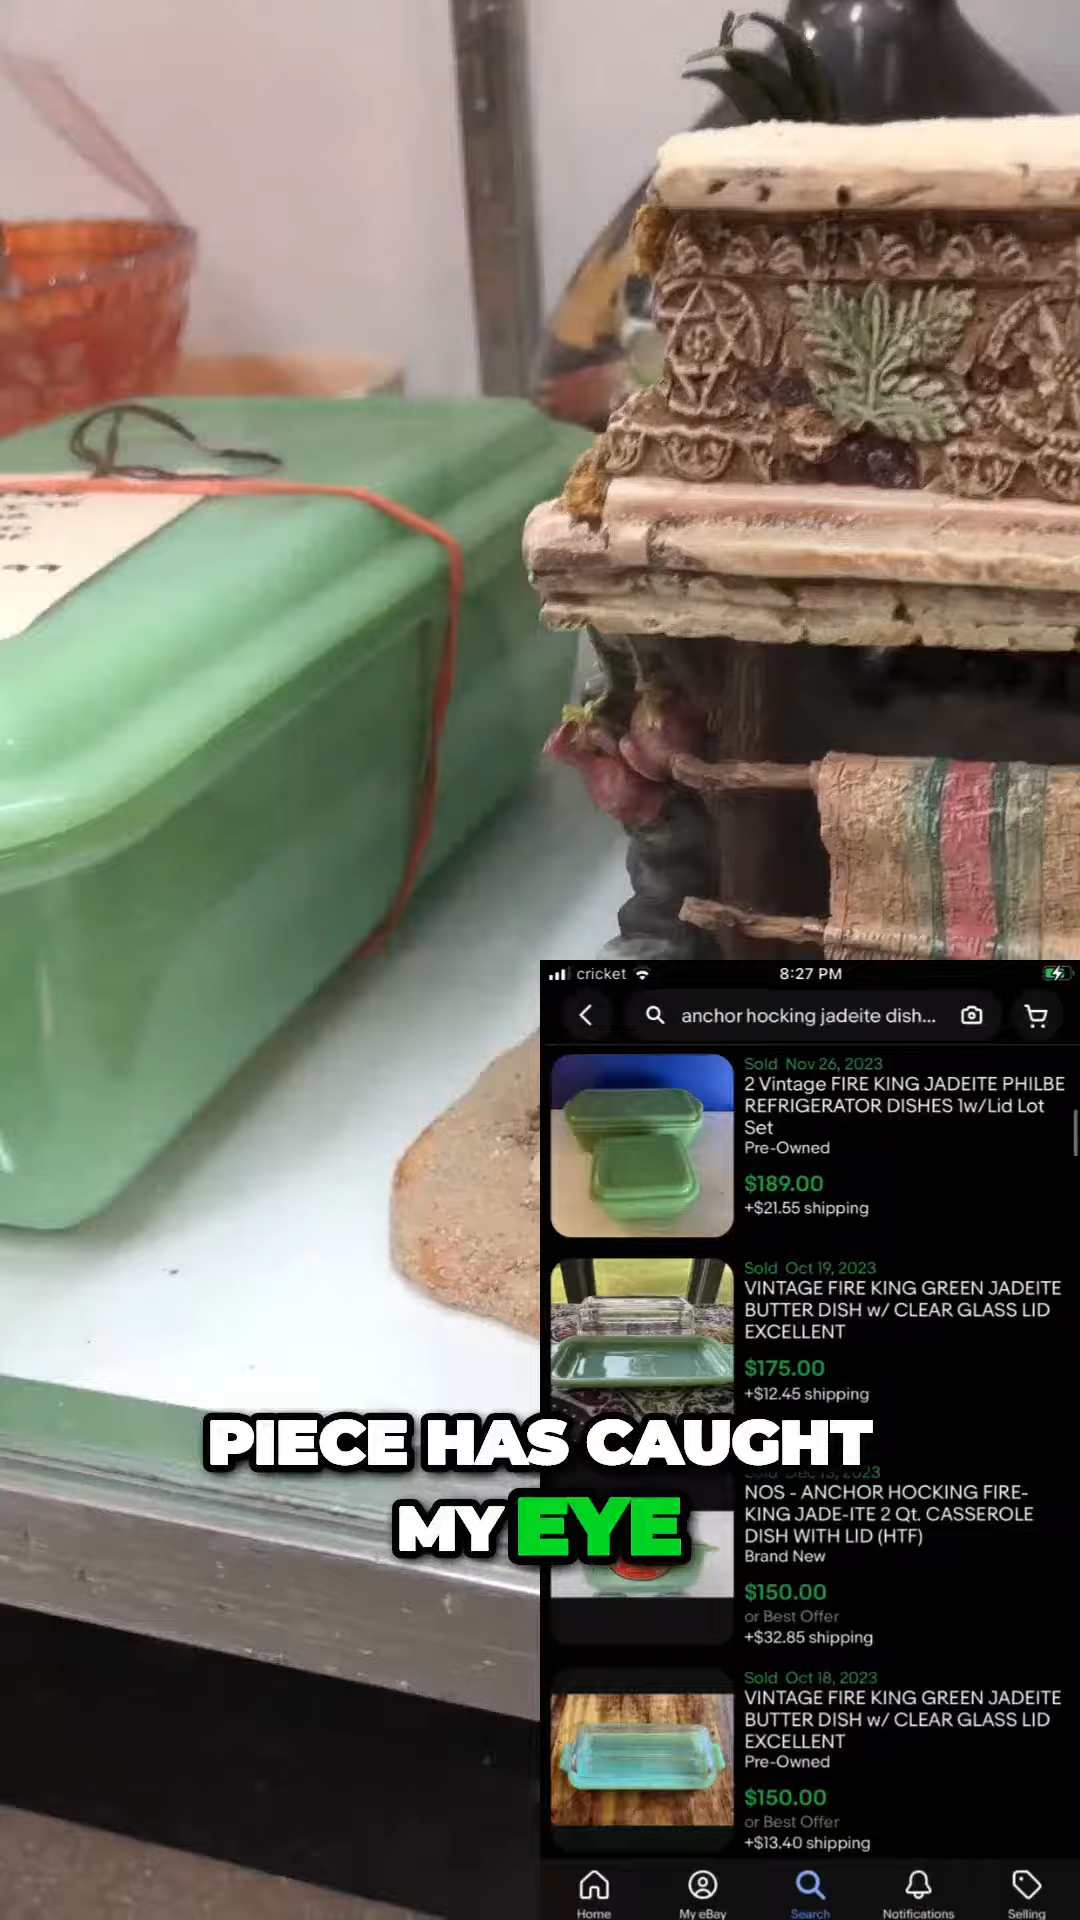 cricket
8:27 PM
anchor hocking jadeite dish...
Sold Nov 26, 2023
2 Vintage FIRE KING JADEITE PHILBE
REFRIGERATOR DISHES 1w/Lid Lot
Set
Pre-Owned
$189.00
+$21.55 shipping
Sold Oct 19, 2023
VINTAGE FIRE KING GREEN JADEITE
BUTTER DISH w/ CLEAR GLASS LID
EXCELLENT
$175.00
+$12.45 shipping
PIECE HAS CAUGHT
MY EYE
Sold Dec 13, 2023
NOS - ANCHOR HOCKING FIRE-
KING JADE-ITE 2 Qt. CASSEROLE
DISH WITH LID (HTF)
Brand New
$150.00
or Best Offer
+$32.85 shipping
Sold Oct 18, 2023
VINTAGE FIRE KING GREEN JADEITE
BUTTER DISH w/ CLEAR GLASS LID
EXCELLENT
Pre-Owned
$150.00
or Best Offer
+$13.40 shipping
Home
My eBay
Search
Notifications
Selling